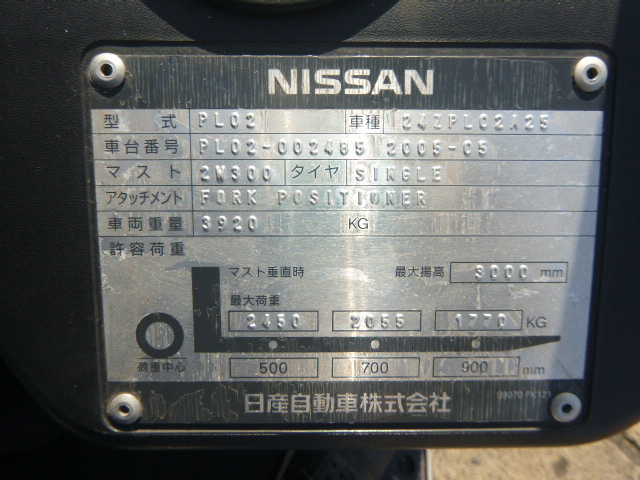 NISSAN
型式 PL02 車種 24ZPL02A25
車台番号 PL02-002485 2005-05
マスト 2W300 タイヤ SINGLE
アタッチメント FORK POSITIONER
車両重量 3920 KG
許容荷重
マスト垂直時 最大揚高 3000 mm
最大荷重
2450 2055 1770 KG
荷重中心 500 700 900 mm
日産自動車株式会社